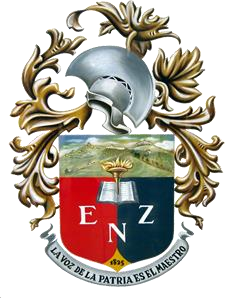 E Z
N
1825
LA VOZ DE LA PATRIA ES EL MAESTRO